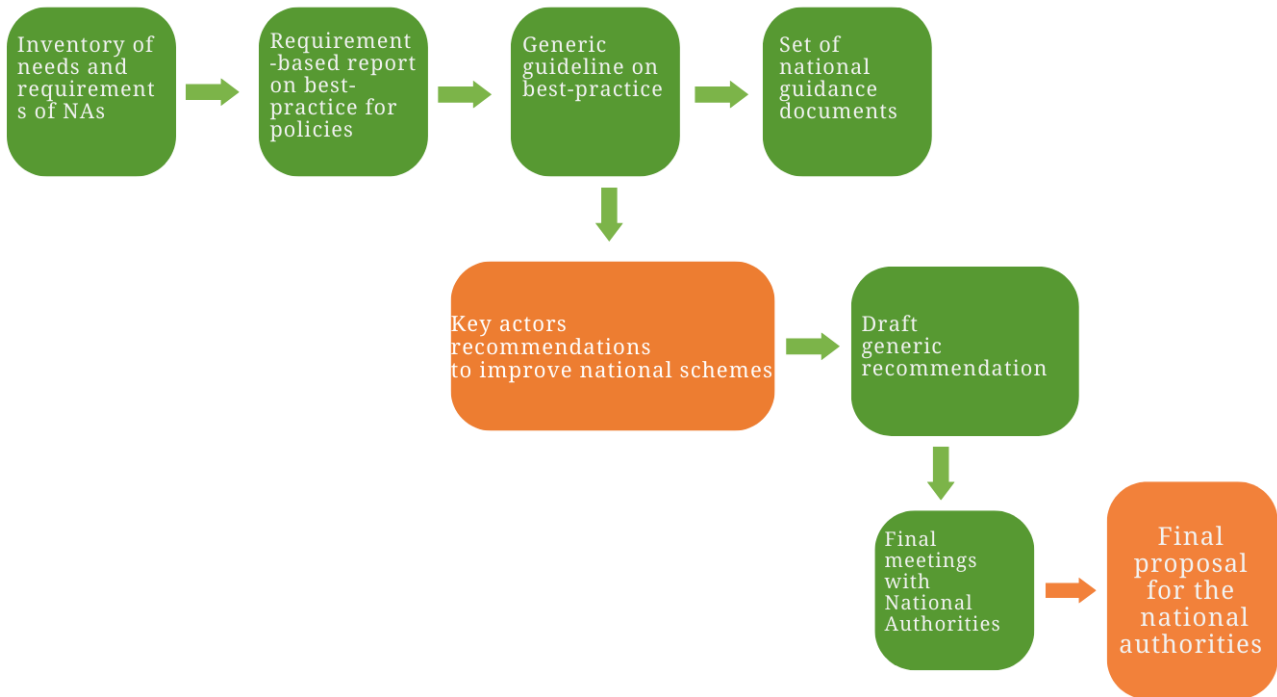 Inventory of
needs and
requirement
s of NAs
Requirement
-based report
on best-
practice for
policies
Generic
guideline on
best-practice
Set of
national
guidance
documents
Key actors
recommendations
to improve national schemes
Draft
generic
recommendation
Final
meetings
with
National
Authorities
Final
proposal
for the
national
authorities